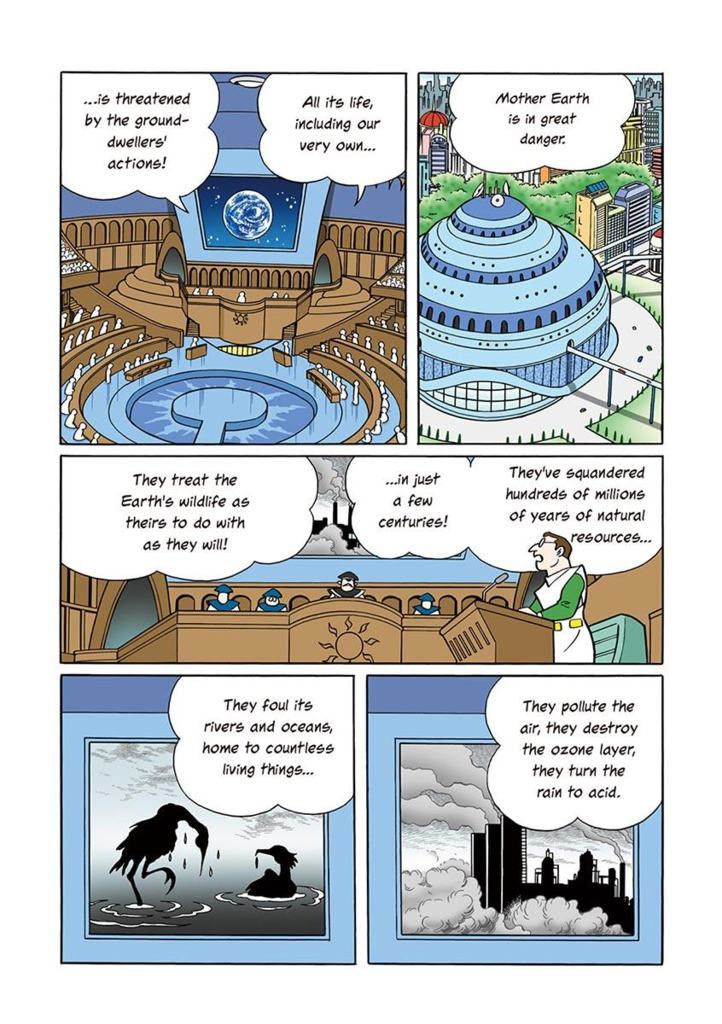 Mother Earth
is in great
danger.
All its life,
including our
very own...
...is threatened
by the ground-
dwellers'
actions!
They've squandered
hundreds of millions
of years of natural
resources...
...in just
a few
centuries!
They treat the
Earth's wildlife as
theirs to do with
as they will!
They pollute the
air, they destroy
the ozone layer,
they turn the
rain to acid.
They foul its
rivers and oceans,
home to countless
living things...